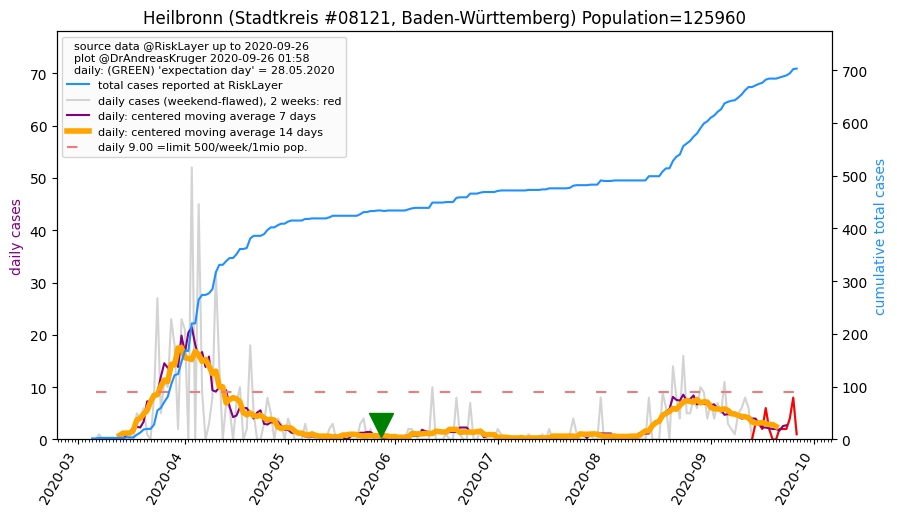 Heilbronn (Stadtkreis #08121, Baden-Württemberg) Population=125960
source data @RiskLayer up to 2020-09-26
plot @DrAndreasKruger 2020-09-26 01:58
daily: (GREEN) 'expectation day' = 28.05.2020
total cases reported at RiskLayer
daily cases (weekend-flawed), 2 weeks: red
daily: centered moving average 7 days
daily: centered moving average 14 days
daily 9.00 =limit 500/week/1mio pop.
daily cases
70
60
50
40
30
20
10
0
cumulative total cases
700
600
500
400
300
200
100
0
2020-03
2020-04
2020-05
2020-06
2020-07
2020-08
2020-09
2020-10